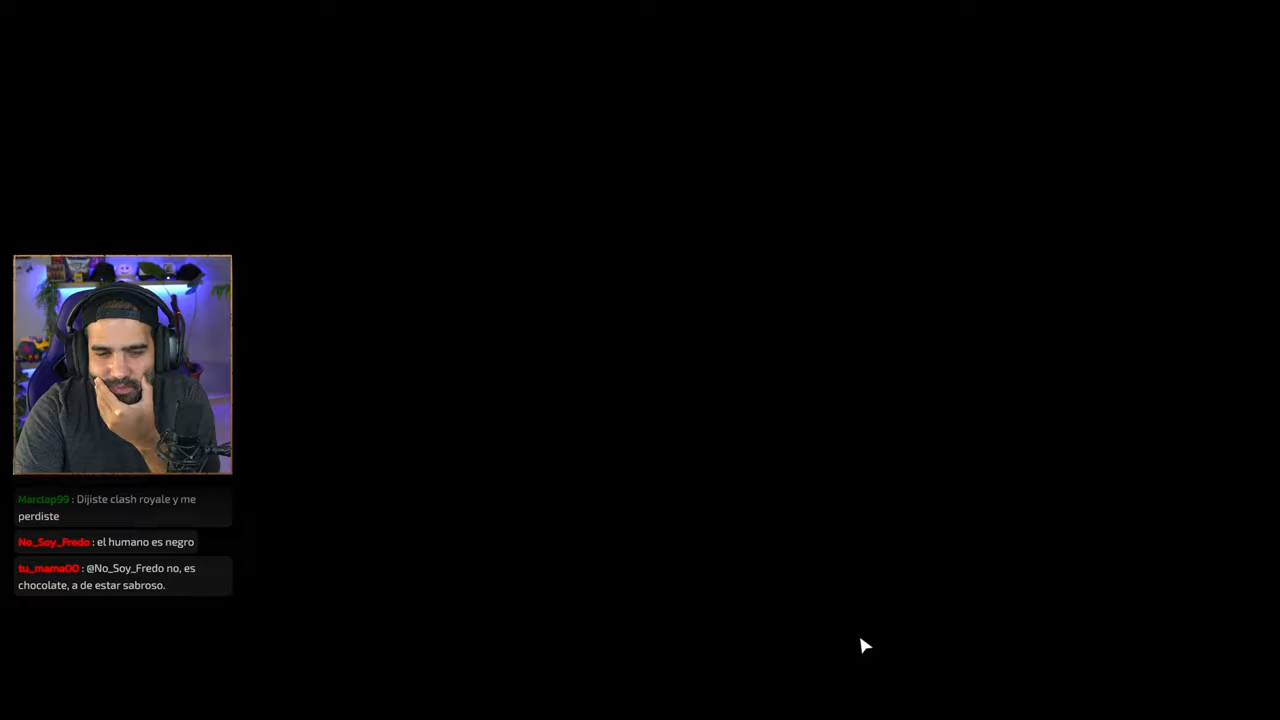 Marclap99 : Dijiste clash royale y me
perdiste
No_Soy_Fredo : el humano es negro
tu_mama00 : @No_Soy_Fredo no, es
chocolate, a de estar sabroso.